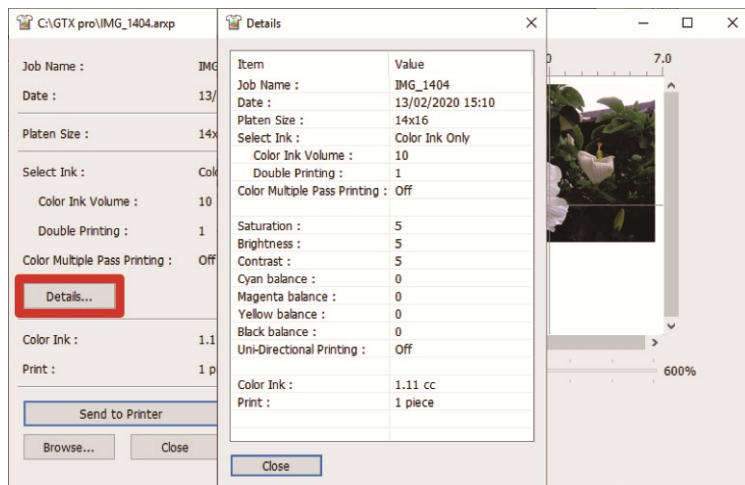 C:\GTX pro\IMG_1404.arxp
Job Name : IMG
Date : 13/
Platen Size : 14x
Select Ink : Col
Color Ink Volume : 10
Double Printing : 1
Color Multiple Pass Printing : Off
Details...
Color Ink : 1.1
Print : 1 p
Send to Printer
Browse... Close
Details
Item Value
Job Name : IMG_1404
Date : 13/02/2020 15:10
Platen Size : 14x16
Select Ink : Color Ink Only
Color Ink Volume : 10
Double Printing : 1
Color Multiple Pass Printing : Off
Saturation : 5
Brightness : 5
Contrast : 5
Cyan balance : 0
Magenta balance : 0
Yellow balance : 0
Black balance : 0
Uni-Directional Printing : Off
Color Ink : 1.11 cc
Print : 1 piece
Close
7.0
600%